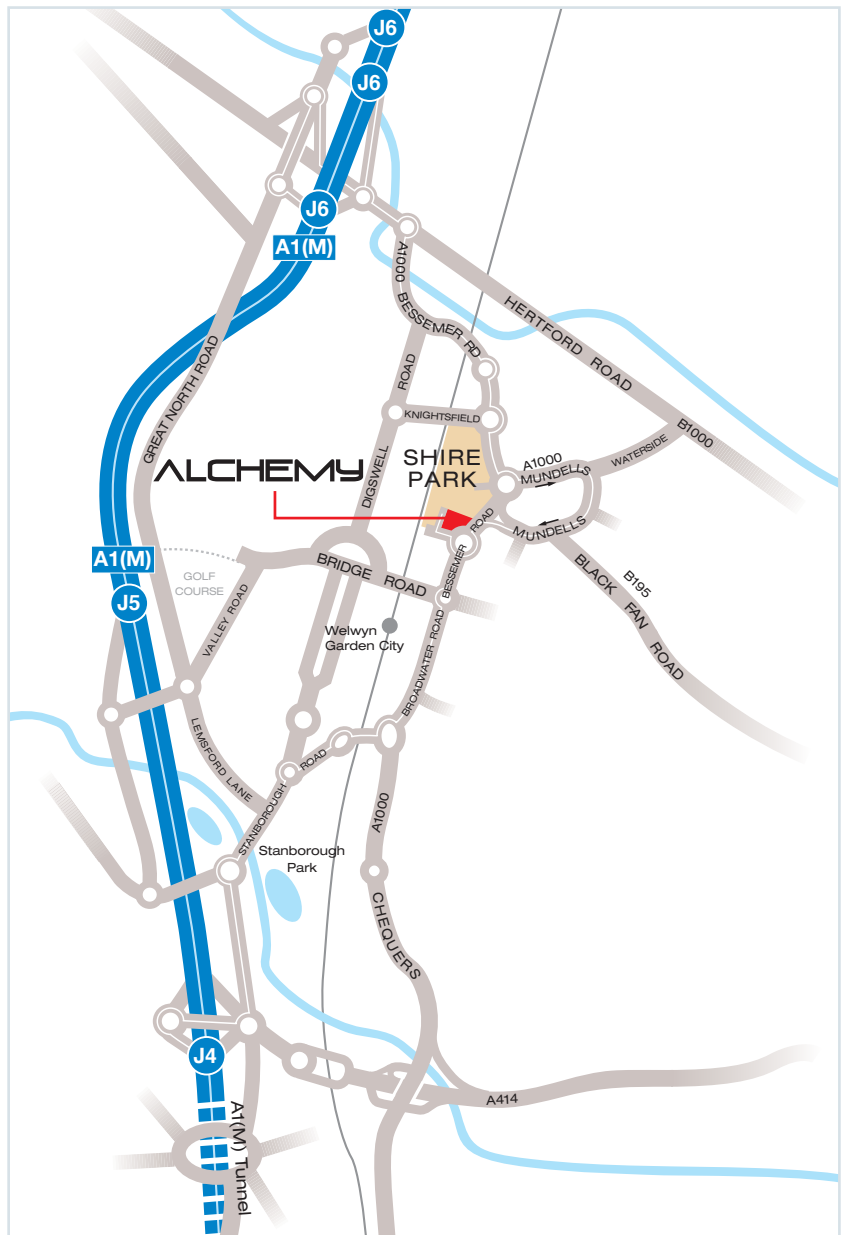 J6
J6
J6
A1(M)
A1000
BESSEMER RD
HERTFORD ROAD
B1000
GREAT NORTH ROAD
DIGSWELL ROAD
KNIGHTSFIELD
ALCHEMY
SHIRE
PARK
A1000
MUNDELLS
WATERSIDE
MUNDELLS
BESSEMER ROAD
BLACK FAN ROAD
B195
A1(M)
J5
GOLF
COURSE
BRIDGE ROAD
VALLEY ROAD
Welwyn
Garden City
BROADWATER ROAD
LEMSFORD LANE
STANBOROUGH ROAD
Stanborough
Park
A1000
CHEQUERS
J4
A414
A1(M) Tunnel